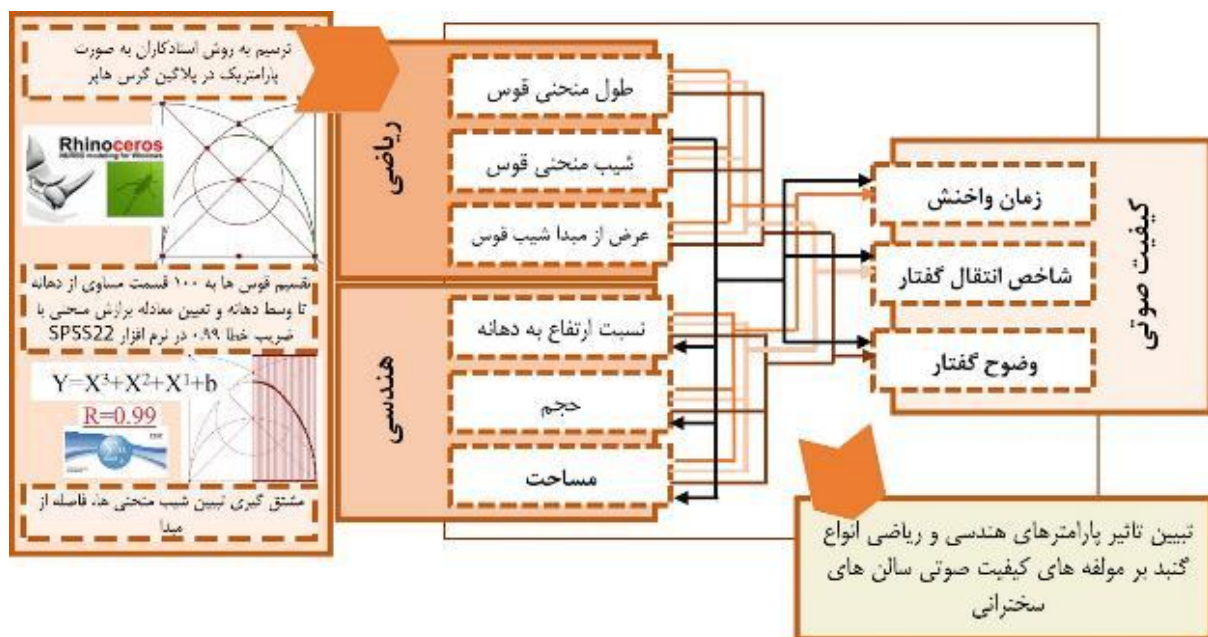 ترسیم به روش استادکاران به صورت
پارامتریک در پلاگین گرس هاپر
Rhinoceros
NURBS modeling for Windows
تقسیم قوس ها به ۱۰۰ قسمت مساوی از دهانه
تا وسط دهانه و تعیین معادله برازش منحنی با
ضریب خطا ۰.۹۹ در نرم افزار SPSS22
Y=X³+X²+X¹+b
R=0.99
مشتق گیری تبیین شیب منحنی ها، فاصله از
مبدا
ریاضی
طول منحنی قوس
شیب منحنی قوس
عرض از مبدا شیب قوس
هندسی
نسبت ارتفاع به دهانه
حجم
مساحت
کیفیت صوتی
زمان واخنش
شاخص انتقال گفتار
وضوح گفتار
تبیین تاثیر پارامترهای هندسی و ریاضی انواع
گنبد بر مولفه های کیفیت صوتی سالن های
سخنرانی